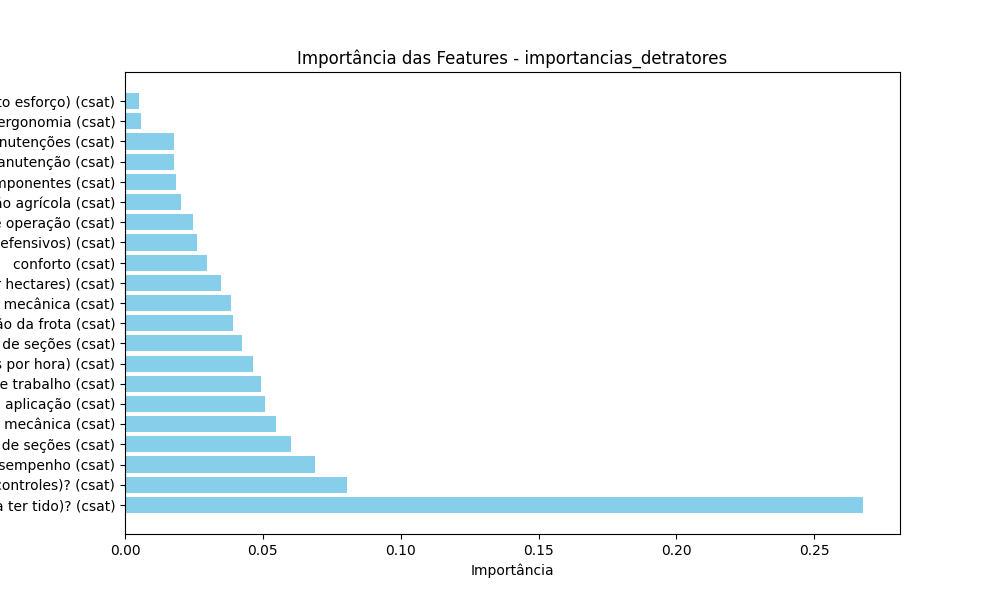 Importância das Features - importancias_detratores
to esforço) (csat)
ergonomia (csat)
nutenções (csat)
anutenção (csat)
mponentes (csat)
o agrícola (csat)
e operação (csat)
efensivos) (csat)
conforto (csat)
r hectares) (csat)
mecânica (csat)
ão da frota (csat)
de seções (csat)
s por hora) (csat)
e trabalho (csat)
aplicação (csat)
mecânica (csat)
de seções (csat)
sempenho (csat)
controles)? (csat)
a ter tido)? (csat)
0.00 0.05 0.10 0.15 0.20 0.25
Importância